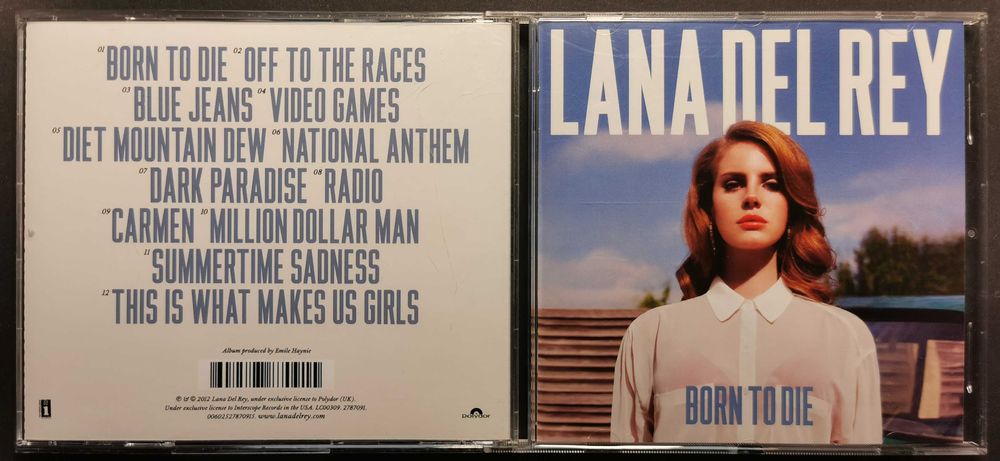 01 BORN TO DIE 02 OFF TO THE RACES
03 BLUE JEANS 04 VIDEO GAMES
05 DIET MOUNTAIN DEW 06 NATIONAL ANTHEM
07 DARK PARADISE 08 RADIO
09 CARMEN 10 MILLION DOLLAR MAN
11 SUMMERTIME SADNESS
12 THIS IS WHAT MAKES US GIRLS
Album produced by Emile Haynie
℗ & © 2012 Lana Del Rey, under exclusive license to Polydor (UK).
Under exclusive license to Interscope Records in the USA. LC00309. 2787091.
00602527870915. www.lanadelrey.com
i
Polydor
LANA DEL REY
BORN TO DIE